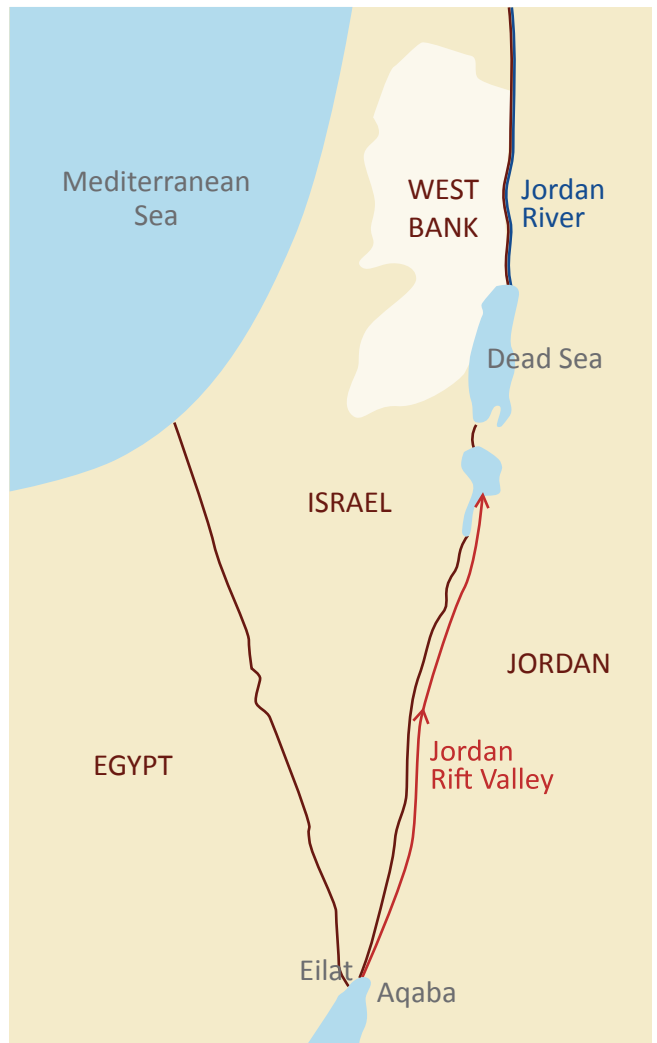 Mediterranean
Sea
WEST
BANK
Jordan
River
Dead Sea
ISRAEL
JORDAN
EGYPT
Jordan
Rift Valley
Eilat
Aqaba